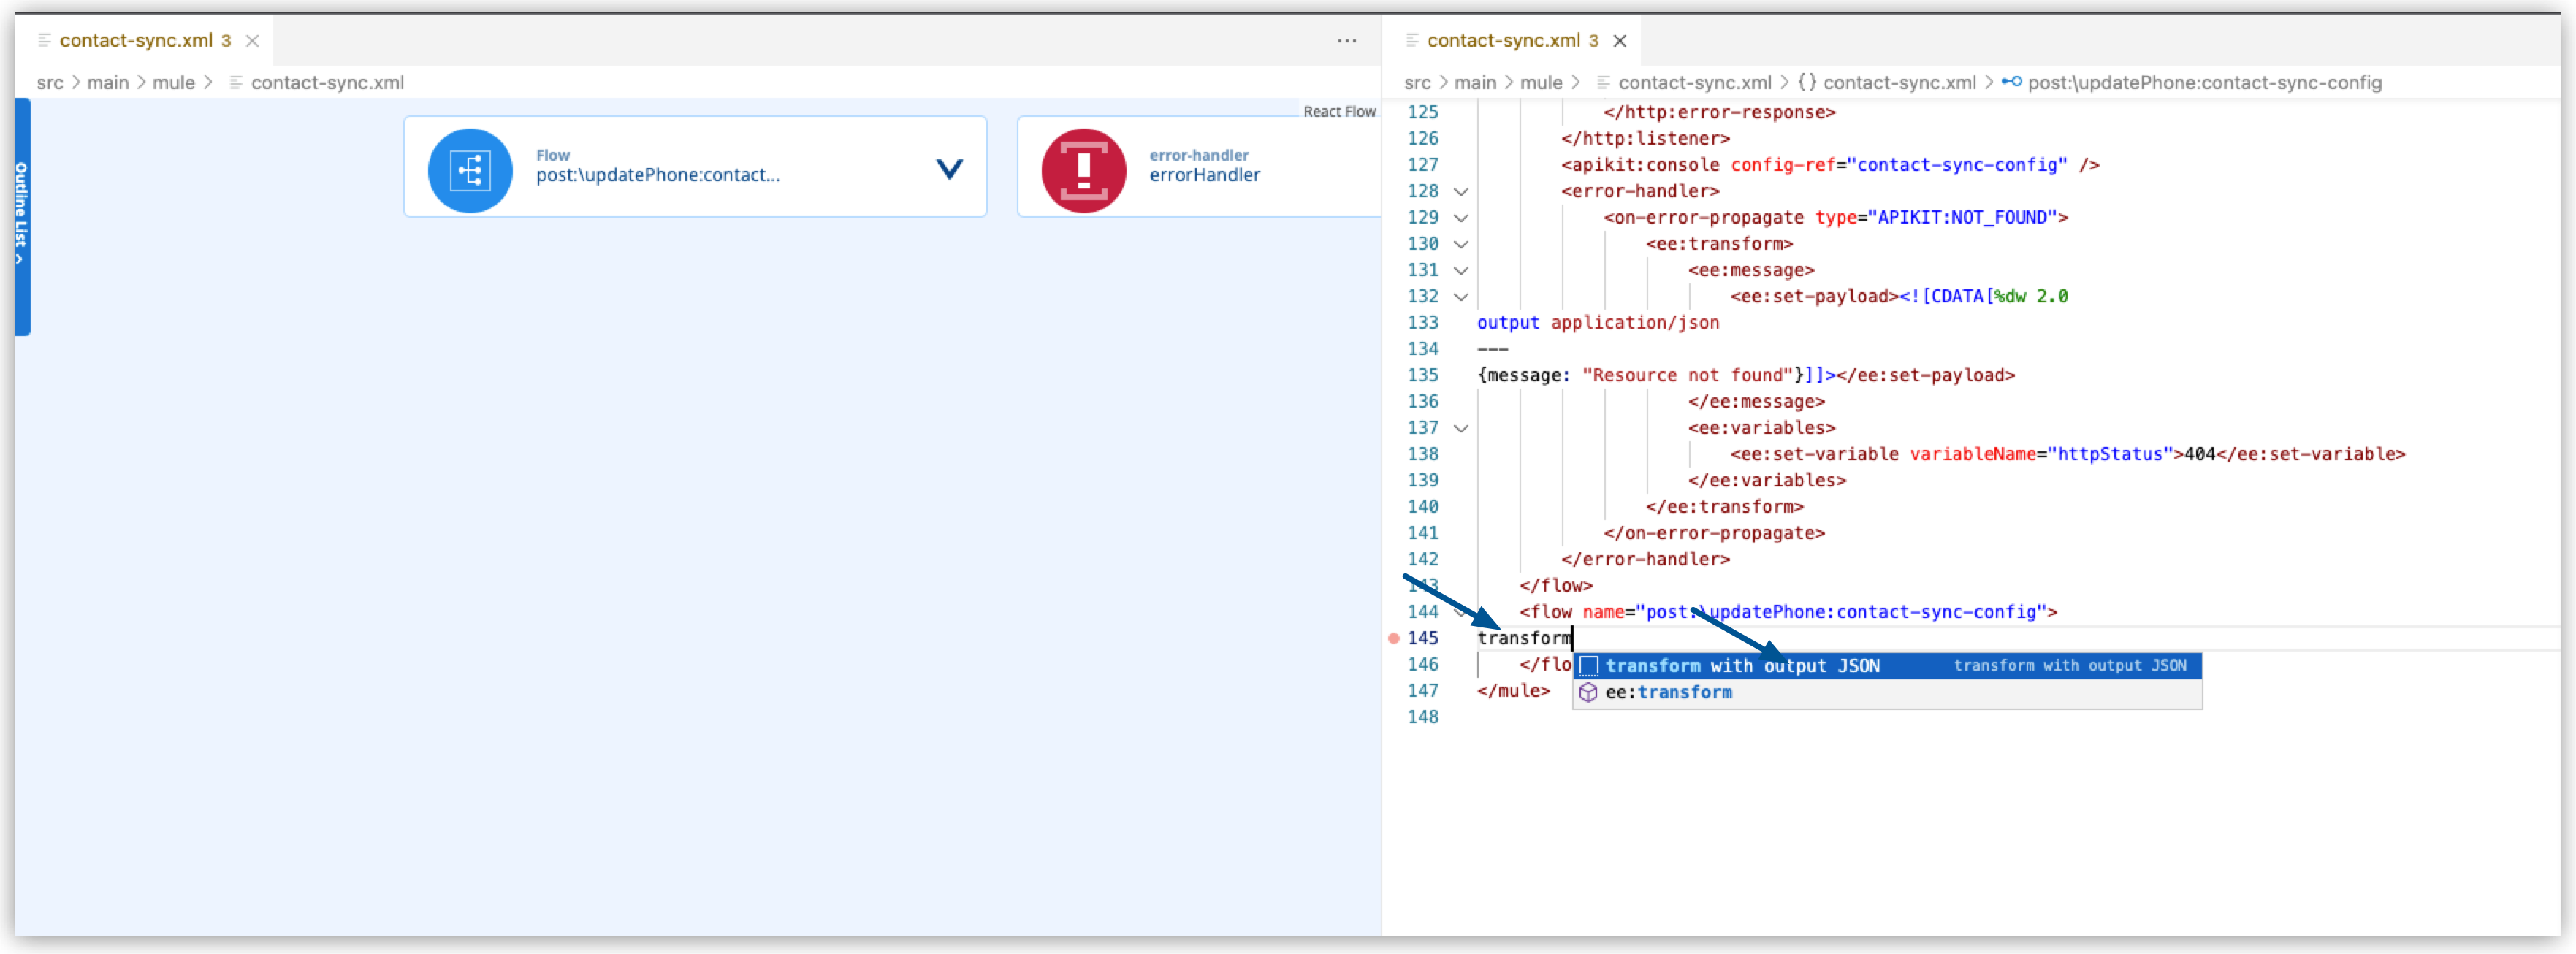 contact-sync.xml 3
src > main > mule > contact-sync.xml
React Flow
Outline List >
Flow
post:\updatePhone:contact...
error-handler
errorHandler
contact-sync.xml 3
src > main > mule > contact-sync.xml > {} contact-sync.xml > post:\updatePhone:contact-sync-config
125 </http:error-response>
126 </http:listener>
127 <apikit:console config-ref="contact-sync-config" />
128 <error-handler>
129 <on-error-propagate type="APIKIT:NOT_FOUND">
130 <ee:transform>
131 <ee:message>
132 <ee:set-payload><![CDATA[%dw 2.0
133 output application/json
134 ---
135 {message: "Resource not found"}]]></ee:set-payload>
136 </ee:message>
137 <ee:variables>
138 <ee:set-variable variableName="httpStatus">404</ee:set-variable>
139 </ee:variables>
140 </ee:transform>
141 </on-error-propagate>
142 </error-handler>
143 </flow>
144 <flow name="post:\updatePhone:contact-sync-config">
145 transform
146 </flo
transform with output JSON transform with output JSON
147 </mule>
ee:transform
148